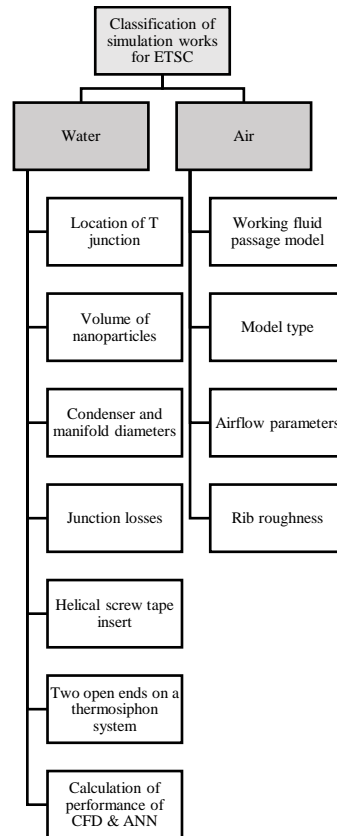 Classification of
simulation works
for ETSC
Water
Air
Location of T
junction
Working fluid
passage model
Volume of
nanoparticles
Model type
Condenser and
manifold diameters
Airflow parameters
Junction losses
Rib roughness
Helical screw tape
insert
Two open ends on a
thermosiphon
system
Calculation of
performance of
CFD & ANN